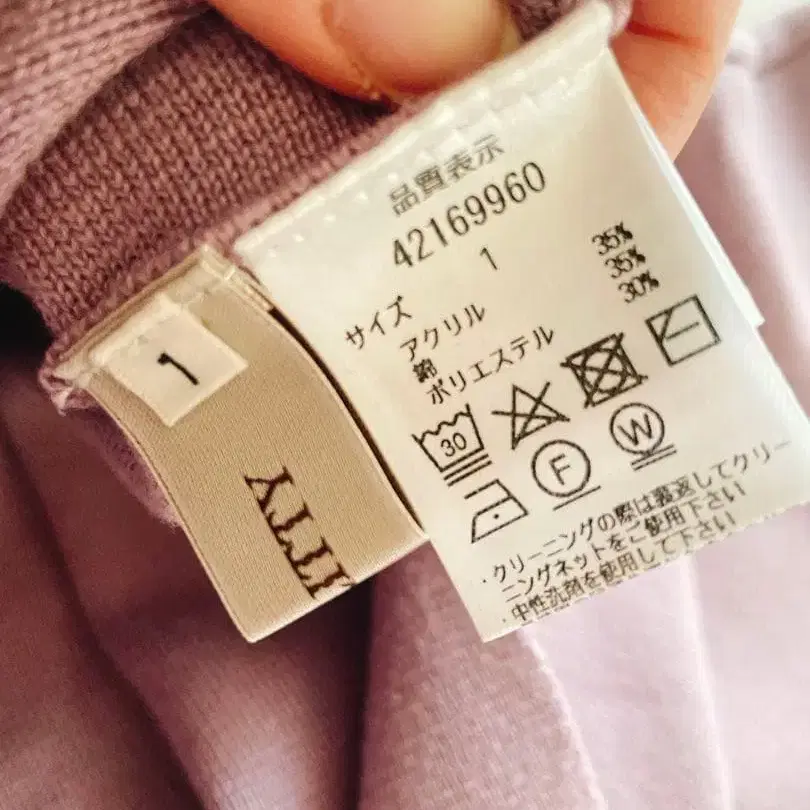 品質表示
42169960
サイズ 1
アクリル 35%
綿 35%
ポリエステル 30%
30
F
W
・クリーニングの際は裏返してクリー
ニングネットをご使用下さい
・中性洗剤を使用して下さい
1
ITTY